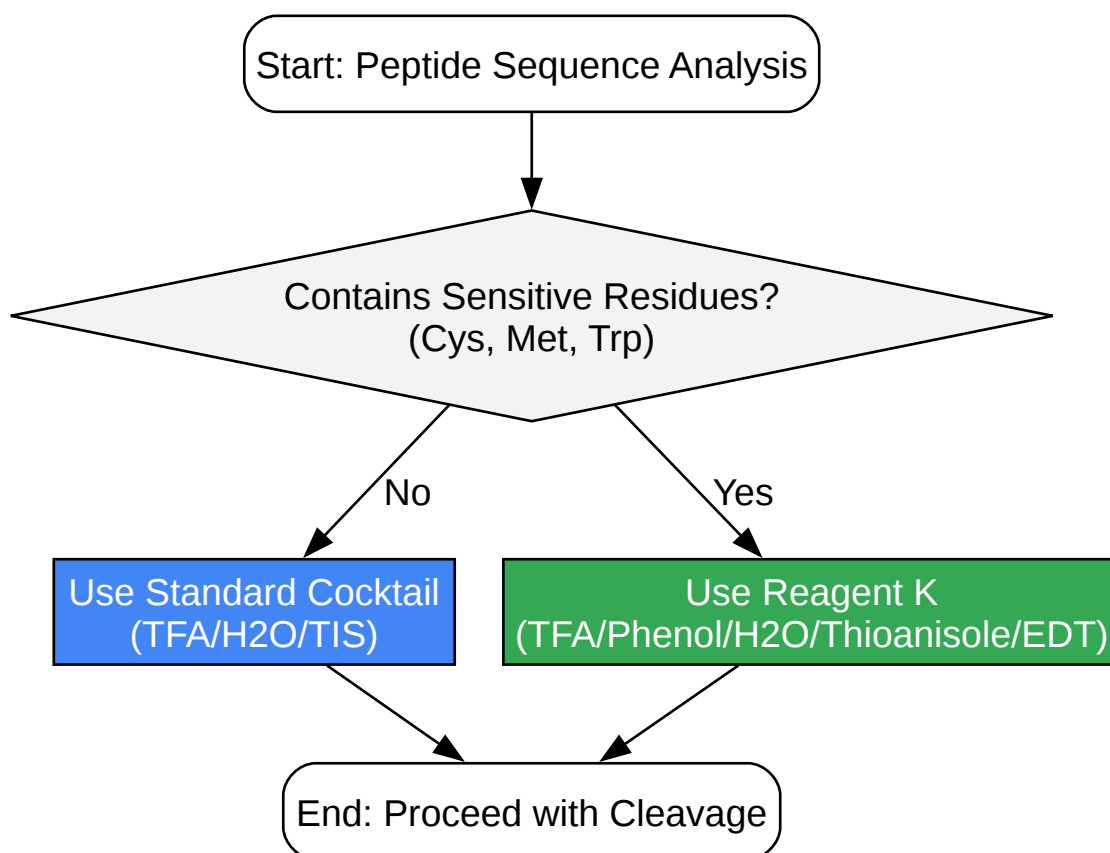 Start: Peptide Sequence Analysis
Contains Sensitive Residues?
(Cys, Met, Trp)
No
Yes
Use Standard Cocktail
(TFA/H2O/TIS)
Use Reagent K
(TFA/Phenol/H2O/Thioanisole/EDT)
End: Proceed with Cleavage